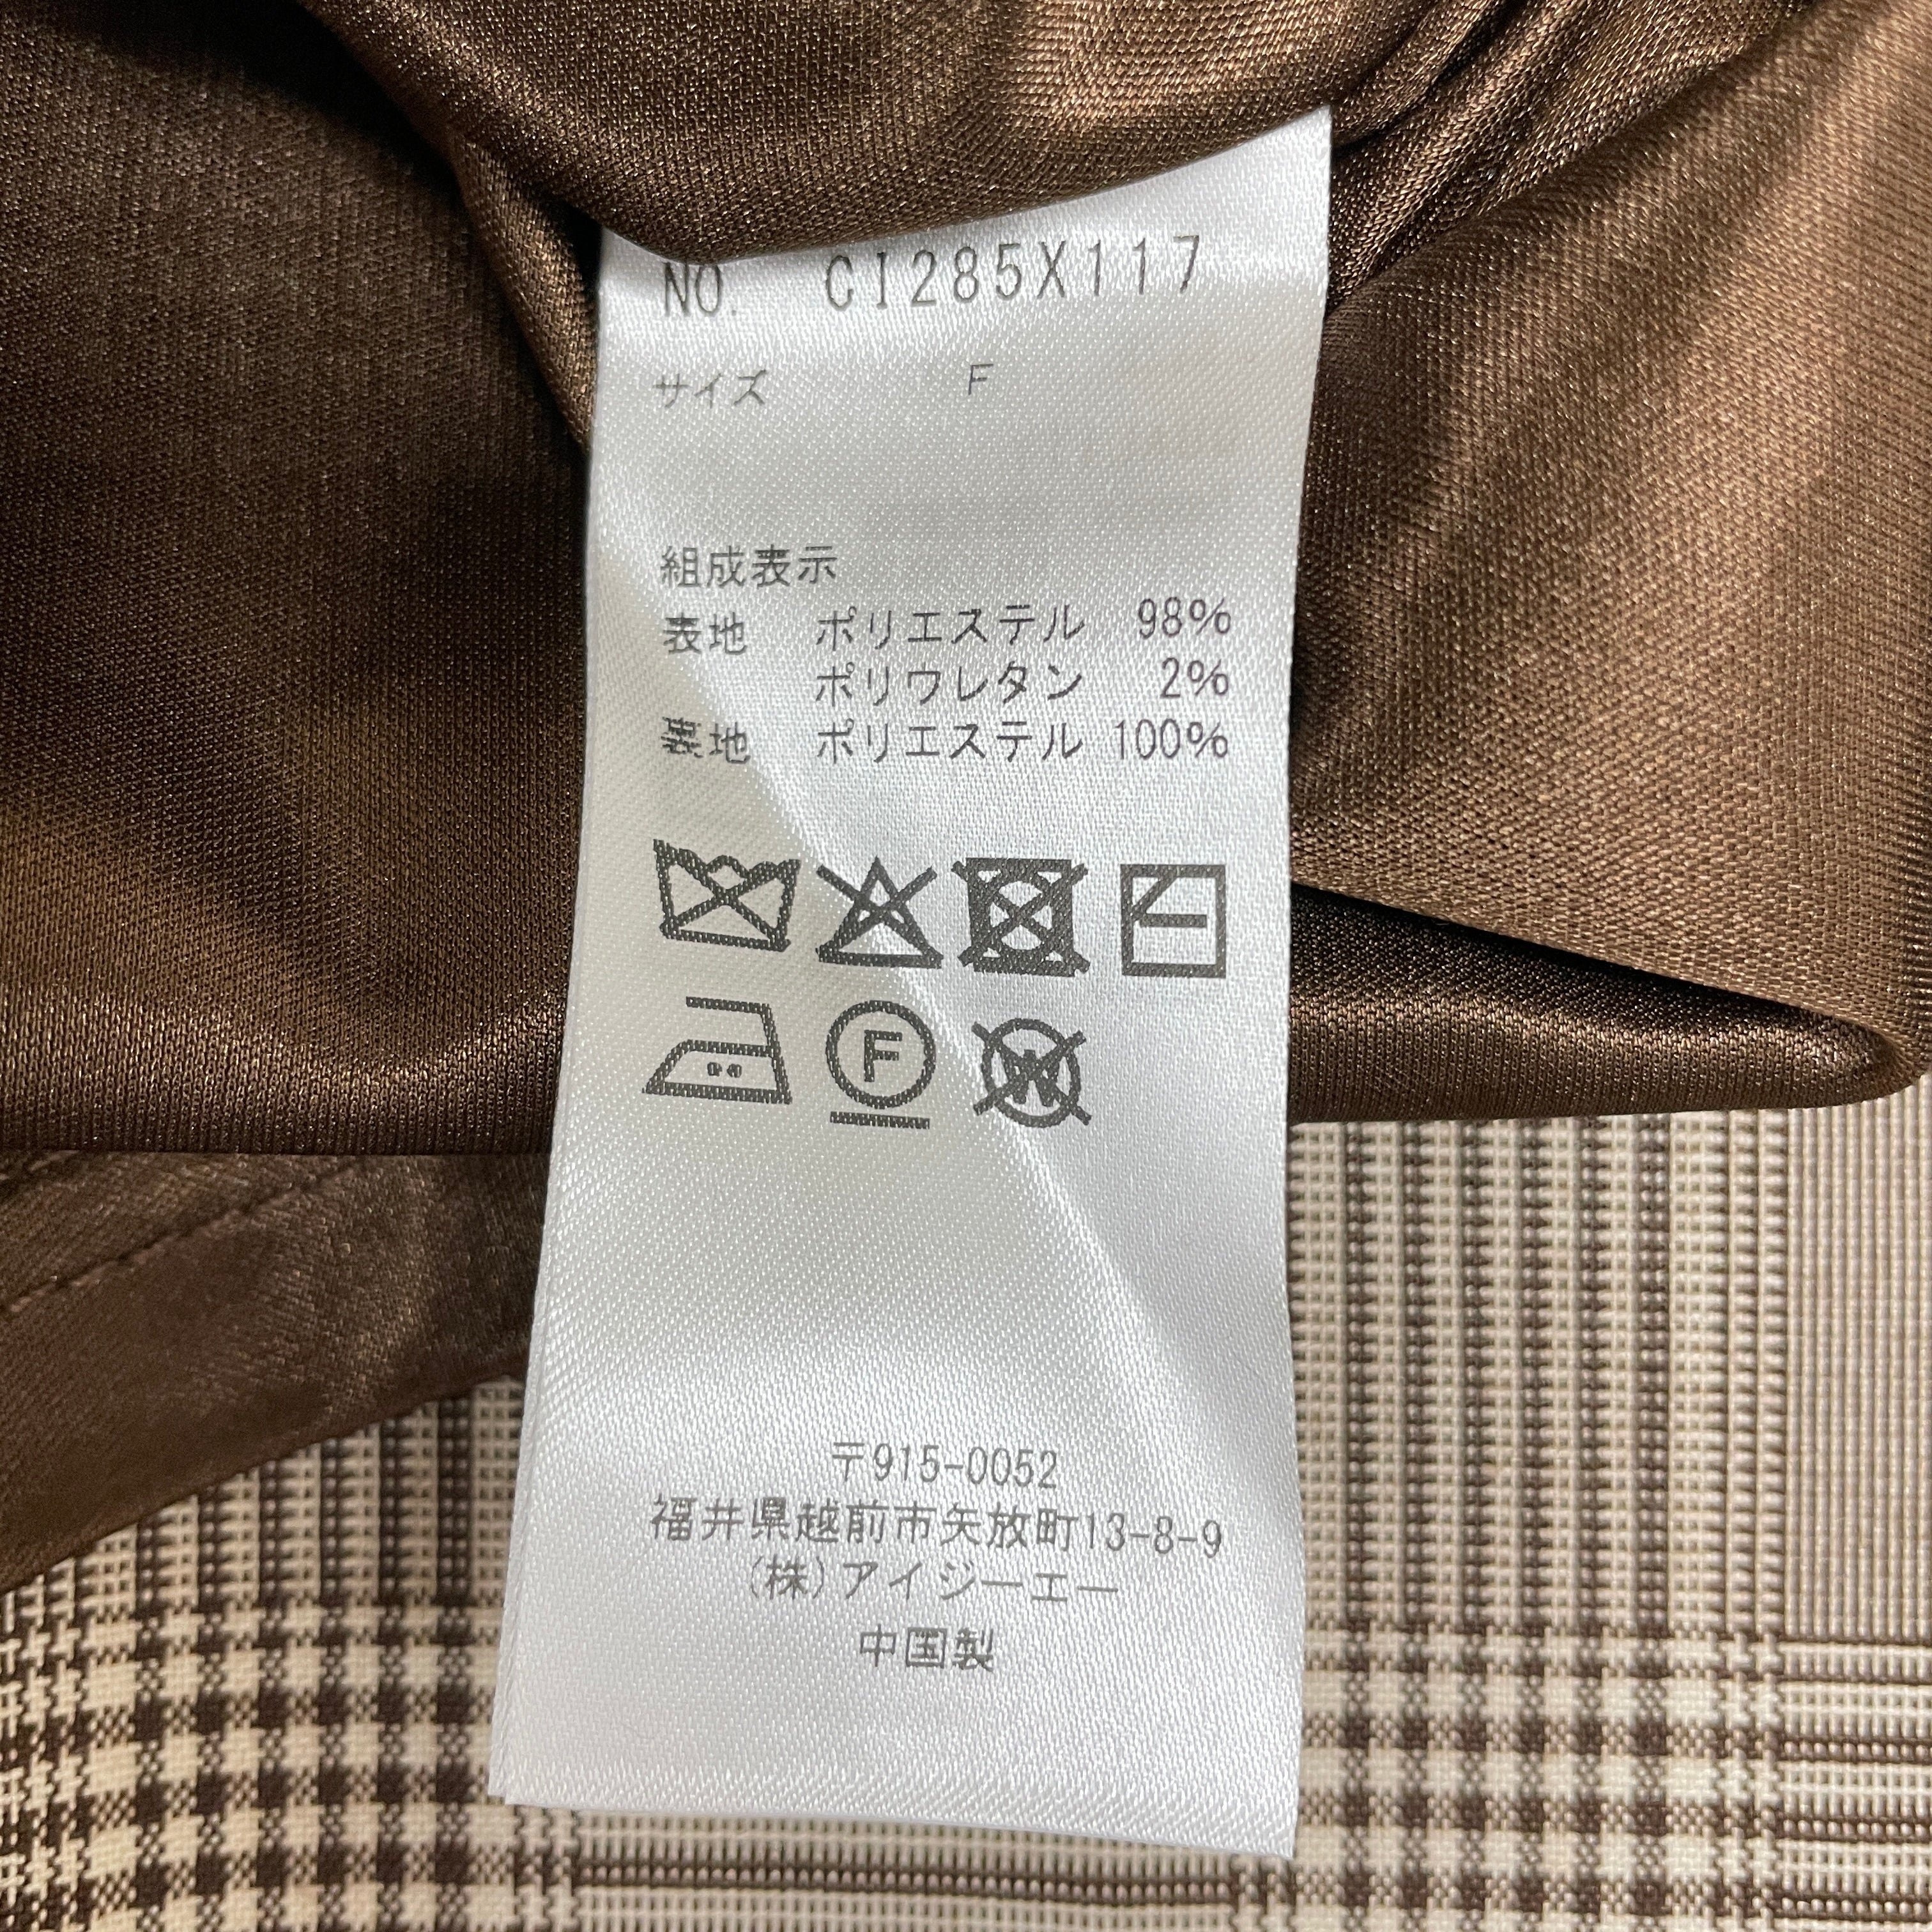 NO. CI285X117
サイズ F
組成表示
表地 ポリエステル 98%
ポリウレタン 2%
裏地 ポリエステル 100%
F
W
〒915-0052
福井県越前市矢放町13-8-9
(株)アイジーエー
中国製